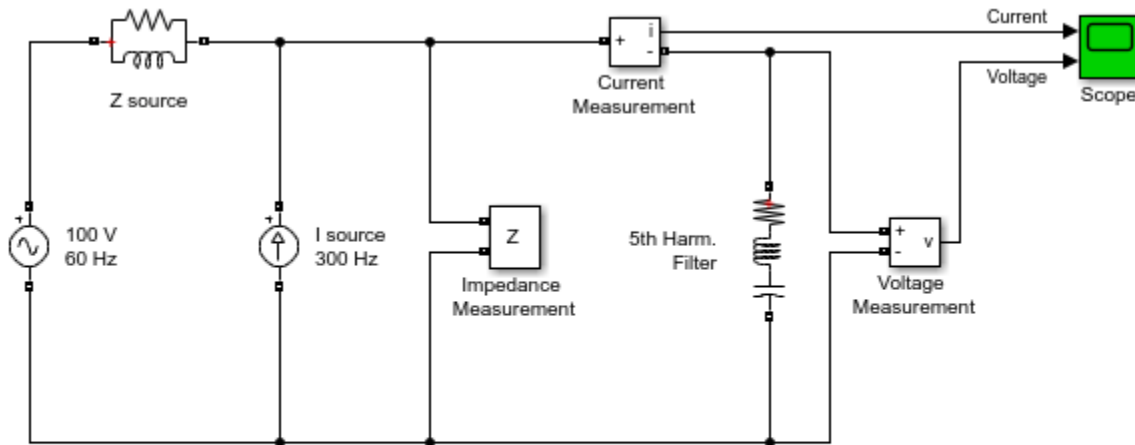 Z source
100 V
60 Hz
+
I source
300 Hz
+
Z
Impedance
Measurement
+
i
-
Current
Measurement
5th Harm.
Filter
+
-
v
Voltage
Measurement
Current
Voltage
Scope